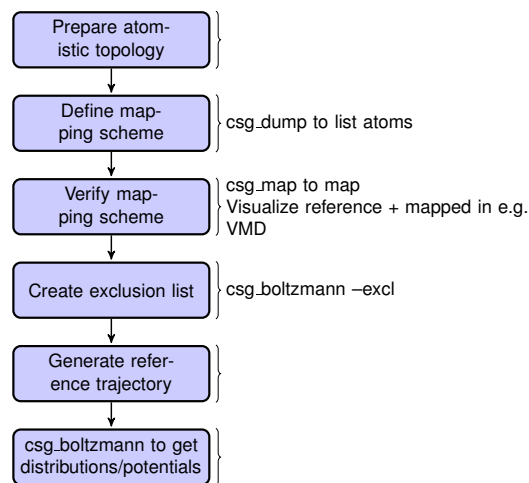 Prepare atom-
istic topology
Define map-
ping scheme
csg_dump to list atoms
Verify map-
ping scheme
csg_map to map
Visualize reference + mapped in e.g.
VMD
Create exclusion list
csg_boltzmann –excl
Generate refer-
ence trajectory
csg_boltzmann to get
distributions/potentials